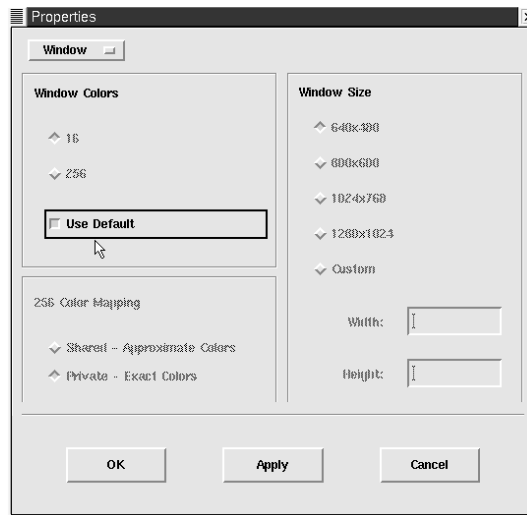 Properties
Window
Window Colors
16
256
Use Default
256 Color Mapping
Shared - Approximate Colors
Private - Exact Colors
Window Size
640x480
800x600
1024x768
1280x1024
Custom
Width:
Height:
OK
Apply
Cancel